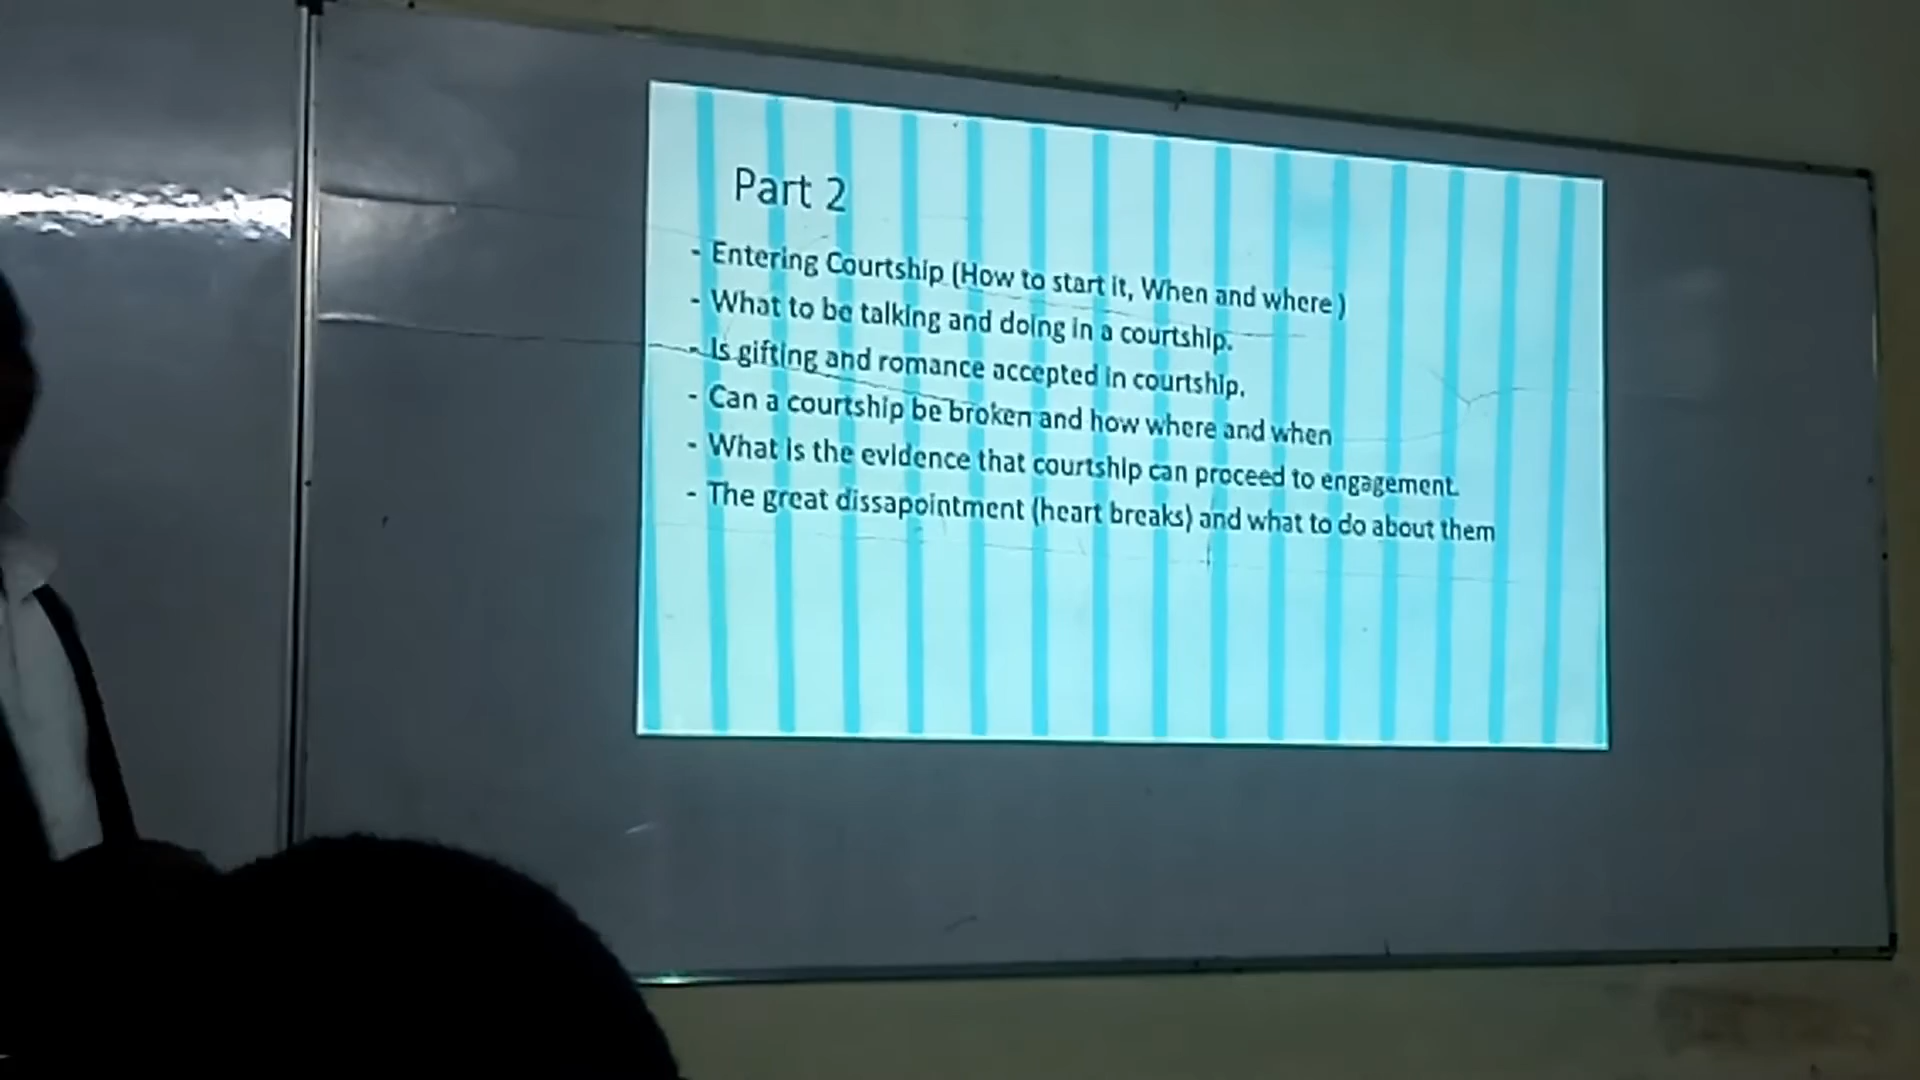 Part 2
- Entering Courtship (How to start it, When and where )
- What to be talking and doing in a courtship.
- Is gifting and romance accepted in courtship.
- Can a courtship be broken and how where and when
- What is the evidence that courtship can proceed to engagement.
- The great dissapointment (heart breaks) and what to do about them